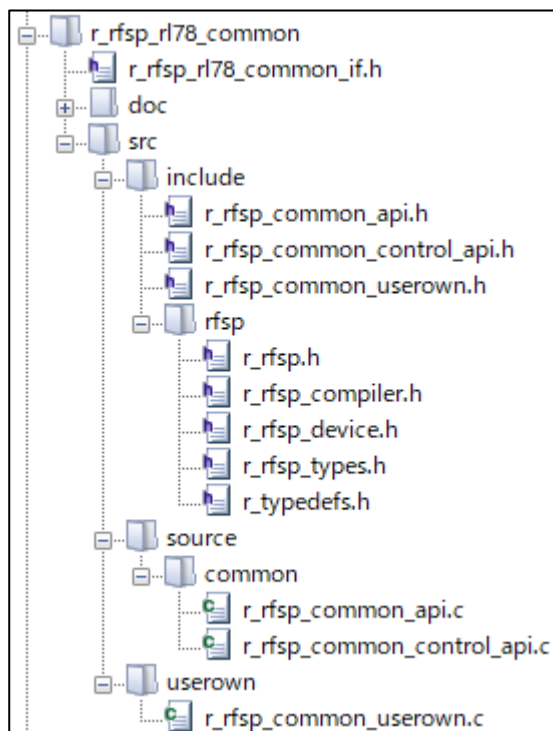 r_rfsp_rl78_common
r_rfsp_rl78_common_if.h
doc
src
include
r_rfsp_common_api.h
r_rfsp_common_control_api.h
r_rfsp_common_userown.h
rfsp
r_rfsp.h
r_rfsp_compiler.h
r_rfsp_device.h
r_rfsp_types.h
r_typedefs.h
source
common
r_rfsp_common_api.c
r_rfsp_common_control_api.c
userown
r_rfsp_common_userown.c